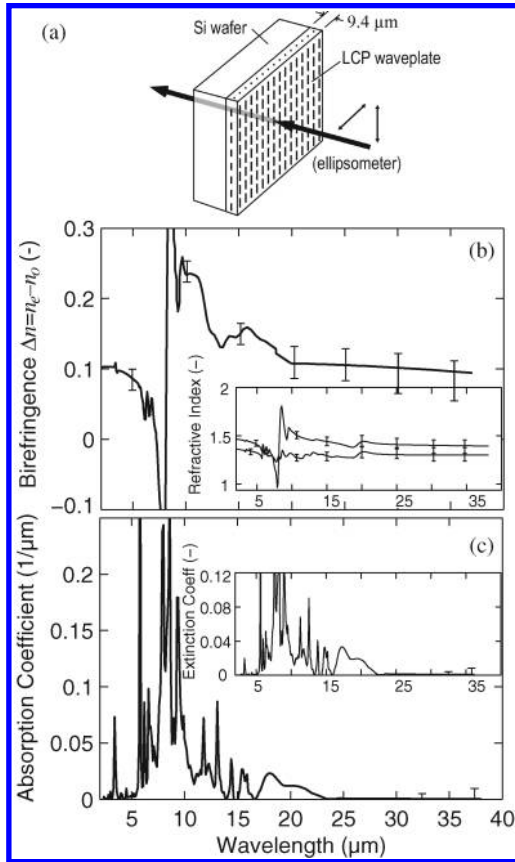 (a)
Si wafer
9.4 μm
LCP waveplate
(ellipsometer)
Birefringence Δn=nₑ–nₒ (-)
0.3
0.2
0.1
0
−0.1
(b)
Refractive Index (−)
2
1.5
1
5
15
25
35
Absorption Coefficient (1/μm)
0.2
0.15
0.1
0.05
0
(c)
Extinction Coeff (−)
0.12
0.08
0.04
0
5
15
25
35
5
10
15
20
25
30
35
40
Wavelength (μm)